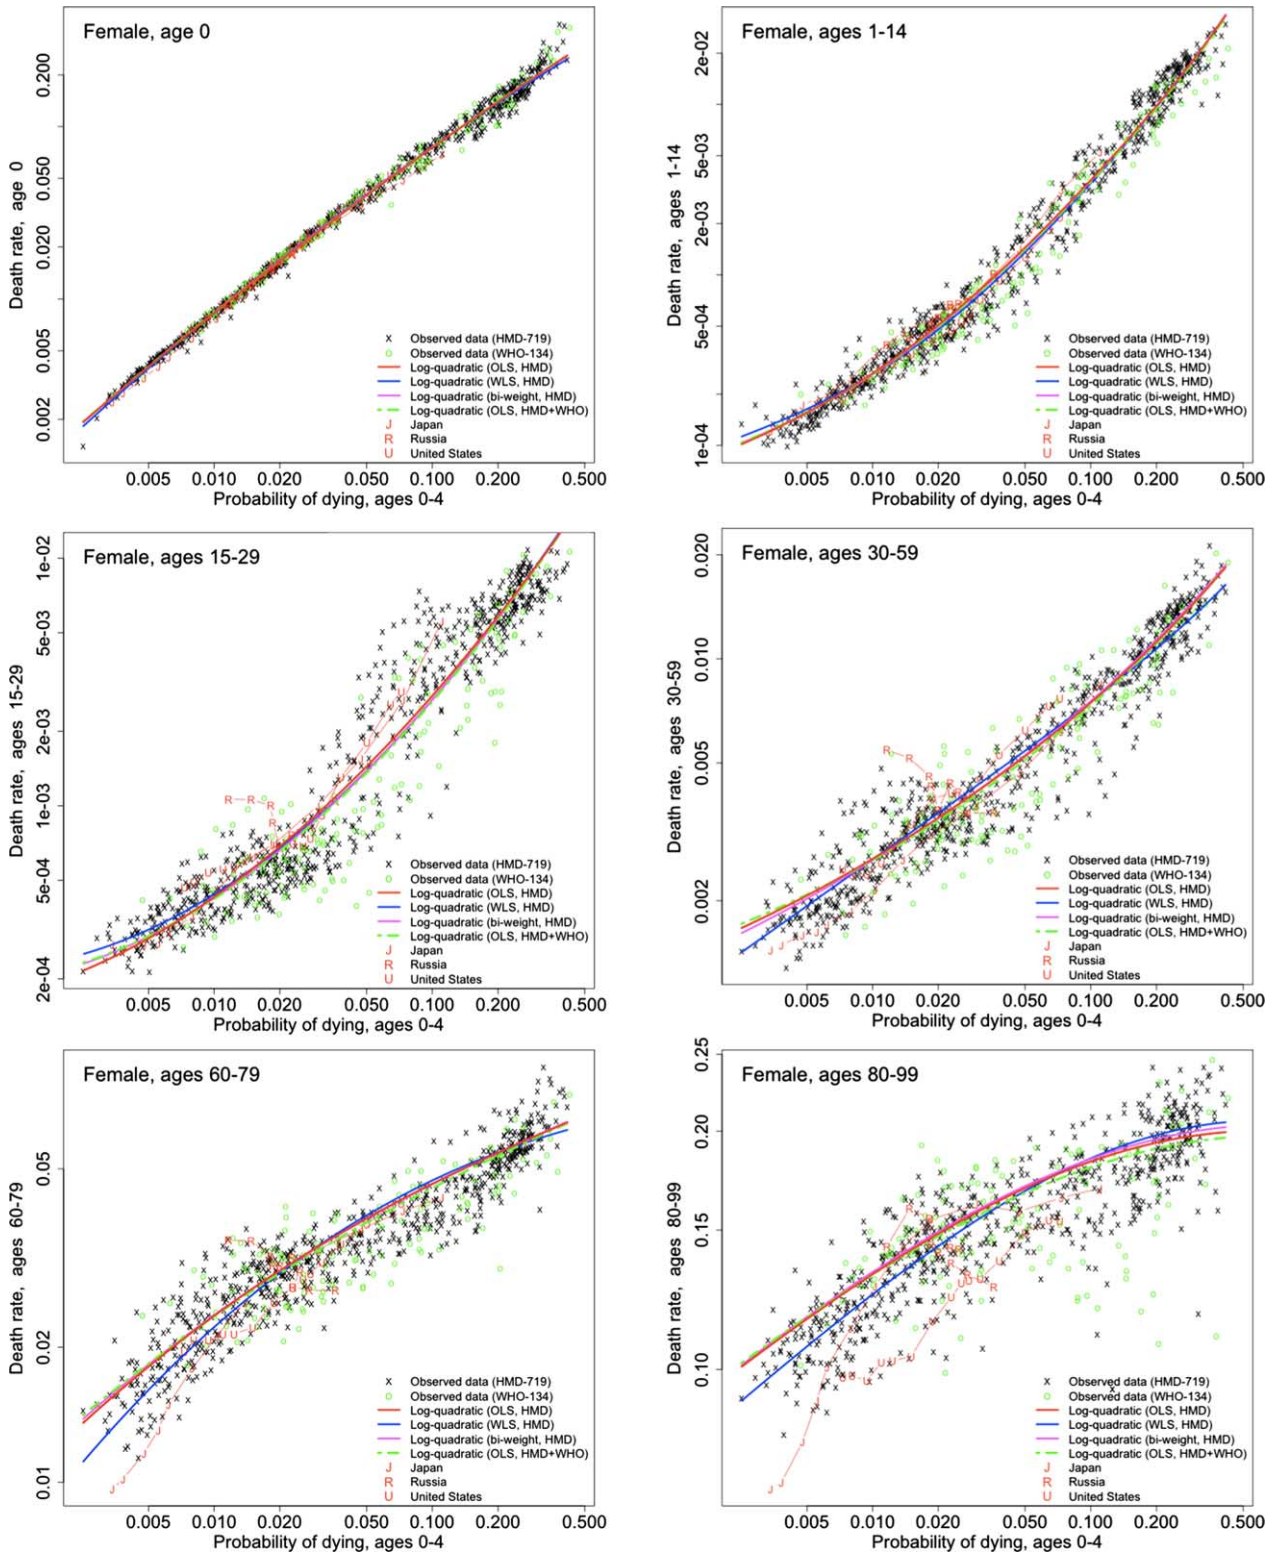 Female, age 0
Death rate, age 0
0.200
0.050
0.020
0.005
0.002
x Observed data (HMD-719)
o Observed data (WHO-134)
Log-quadratic (OLS, HMD)
Log-quadratic (WLS, HMD)
Log-quadratic (bi-weight, HMD)
Log-quadratic (OLS, HMD+WHO)
J Japan
R Russia
U United States
0.005 0.010 0.020 0.050 0.100 0.200 0.500
Probability of dying, ages 0-4
Female, ages 1-14
Death rate, ages 1-14
2e-02
5e-03
2e-03
5e-04
1e-04
x Observed data (HMD-719)
o Observed data (WHO-134)
Log-quadratic (OLS, HMD)
Log-quadratic (WLS, HMD)
Log-quadratic (bi-weight, HMD)
Log-quadratic (OLS, HMD+WHO)
J Japan
R Russia
U United States
0.005 0.010 0.020 0.050 0.100 0.200 0.500
Probability of dying, ages 0-4
Female, ages 15-29
Death rate, ages 15-29
1e-02
5e-03
2e-03
1e-03
5e-04
2e-04
x Observed data (HMD-719)
o Observed data (WHO-134)
Log-quadratic (OLS, HMD)
Log-quadratic (WLS, HMD)
Log-quadratic (bi-weight, HMD)
Log-quadratic (OLS, HMD+WHO)
J Japan
R Russia
U United States
0.005 0.010 0.020 0.050 0.100 0.200 0.500
Probability of dying, ages 0-4
Female, ages 30-59
Death rate, ages 30-59
0.020
0.010
0.005
0.002
x Observed data (HMD-719)
o Observed data (WHO-134)
Log-quadratic (OLS, HMD)
Log-quadratic (WLS, HMD)
Log-quadratic (bi-weight, HMD)
Log-quadratic (OLS, HMD+WHO)
J Japan
R Russia
U United States
0.005 0.010 0.020 0.050 0.100 0.200 0.500
Probability of dying, ages 0-4
Female, ages 60-79
Death rate, ages 60-79
0.05
0.02
0.01
x Observed data (HMD-719)
o Observed data (WHO-134)
Log-quadratic (OLS, HMD)
Log-quadratic (WLS, HMD)
Log-quadratic (bi-weight, HMD)
Log-quadratic (OLS, HMD+WHO)
J Japan
R Russia
U United States
0.005 0.010 0.020 0.050 0.100 0.200 0.500
Probability of dying, ages 0-4
Female, ages 80-99
Death rate, ages 80-99
0.25
0.20
0.15
0.10
x Observed data (HMD-719)
o Observed data (WHO-134)
Log-quadratic (OLS, HMD)
Log-quadratic (WLS, HMD)
Log-quadratic (bi-weight, HMD)
Log-quadratic (OLS, HMD+WHO)
J Japan
R Russia
U United States
0.005 0.010 0.020 0.050 0.100 0.200 0.500
Probability of dying, ages 0-4